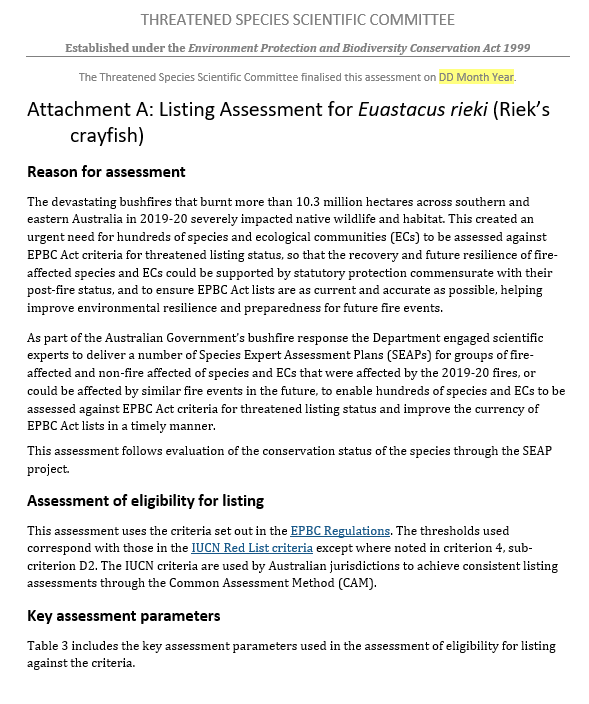 THREATENED SPECIES SCIENTIFIC COMMITTEE
Established under the Environment Protection and Biodiversity Conservation Act 1999
The Threatened Species Scientific Committee finalised this assessment on DD Month Year.
Attachment A: Listing Assessment for Euastacus rieki (Riek’s
crayfish)
Reason for assessment
The devastating bushfires that burnt more than 10.3 million hectares across southern and
eastern Australia in 2019-20 severely impacted native wildlife and habitat. This created an
urgent need for hundreds of species and ecological communities (ECs) to be assessed against
EPBC Act criteria for threatened listing status, so that the recovery and future resilience of fire-
affected species and ECs could be supported by statutory protection commensurate with their
post-fire status, and to ensure EPBC Act lists are as current and accurate as possible, helping
improve environmental resilience and preparedness for future fire events.
As part of the Australian Government’s bushfire response the Department engaged scientific
experts to deliver a number of Species Expert Assessment Plans (SEAPs) for groups of fire-
affected and non-fire affected of species and ECs that were affected by the 2019-20 fires, or
could be affected by similar fire events in the future, to enable hundreds of species and ECs to be
assessed against EPBC Act criteria for threatened listing status and improve the currency of
EPBC Act lists in a timely manner.
This assessment follows evaluation of the conservation status of the species through the SEAP
project.
Assessment of eligibility for listing
This assessment uses the criteria set out in the EPBC Regulations. The thresholds used
correspond with those in the IUCN Red List criteria except where noted in criterion 4, sub-
criterion D2. The IUCN criteria are used by Australian jurisdictions to achieve consistent listing
assessments through the Common Assessment Method (CAM).
Key assessment parameters
Table 3 includes the key assessment parameters used in the assessment of eligibility for listing
against the criteria.